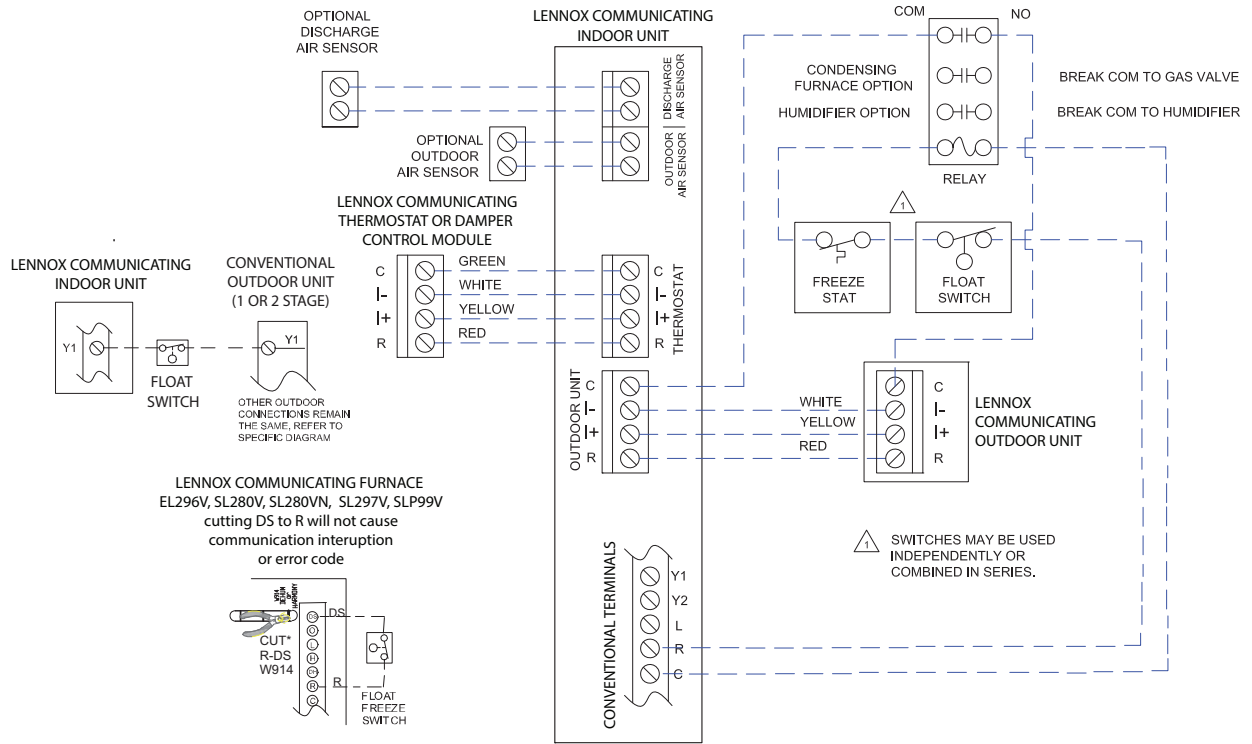 OPTIONAL
DISCHARGE
AIR SENSOR
LENNOX COMMUNICATING
INDOOR UNIT
DISCHARGE
AIR SENSOR
OPTIONAL
OUTDOOR
AIR SENSOR
OUTDOOR
AIR SENSOR
COM
NO
CONDENSING
FURNACE OPTION
BREAK COM TO GAS VALVE
HUMIDIFIER OPTION
BREAK COM TO HUMIDIFIER
RELAY
1
FREEZE
STAT
FLOAT
SWITCH
LENNOX COMMUNICATING
THERMOSTAT OR DAMPER
CONTROL MODULE
C
I-
I+
R
GREEN
WHITE
YELLOW
RED
C
I-
I+
R
THERMOSTAT
LENNOX COMMUNICATING
INDOOR UNIT
Y1
FLOAT
SWITCH
CONVENTIONAL
OUTDOOR UNIT
(1 OR 2 STAGE)
Y1
OTHER OUTDOOR
CONNECTIONS REMAIN
THE SAME, REFER TO
SPECIFIC DIAGRAM
OUTDOOR UNIT
C
I-
I+
R
WHITE
YELLOW
RED
C
I-
I+
R
LENNOX
COMMUNICATING
OUTDOOR UNIT
LENNOX COMMUNICATING FURNACE
EL296V, SL280V, SL280VN, SL297V, SLP99V
cutting DS to R will not cause
communication interuption
or error code
W914
DEHUM
OR
HARMONY
CUT*
R-DS
W914
DS
O
L
H
DH
R
C
DS
R
FLOAT
FREEZE
SWITCH
CONVENTIONAL TERMINALS
Y1
Y2
L
R
C
1
SWITCHES MAY BE USED
INDEPENDENTLY OR
COMBINED IN SERIES.